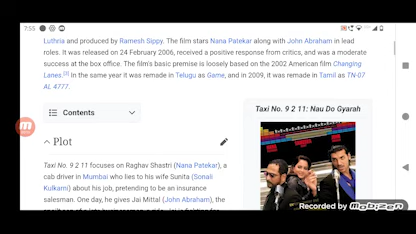 7:55
Luthria and produced by Ramesh Sippy. The film stars Nana Patekar along with John Abraham in lead
roles. It was released on 24 February 2006, received a positive response from critics, and was a moderate
success at the box office. The film's basic premise is loosely based on the 2002 American film Changing
Lanes.[3] In the same year it was remade in Telugu as Game, and in 2009, it was remade in Tamil as TN-07
AL 4777.
Contents
Plot
Taxi No. 9 2 11 focuses on Raghav Shastri (Nana Patekar), a
cab driver in Mumbai who lies to his wife Sunita (Sonali
Kulkarni) about his job, pretending to be an insurance
salesman. One day, he gives Jai Mittal (John Abraham), the
Taxi No. 9 2 11: Nau Do Gyarah
Recorded by Mobizen